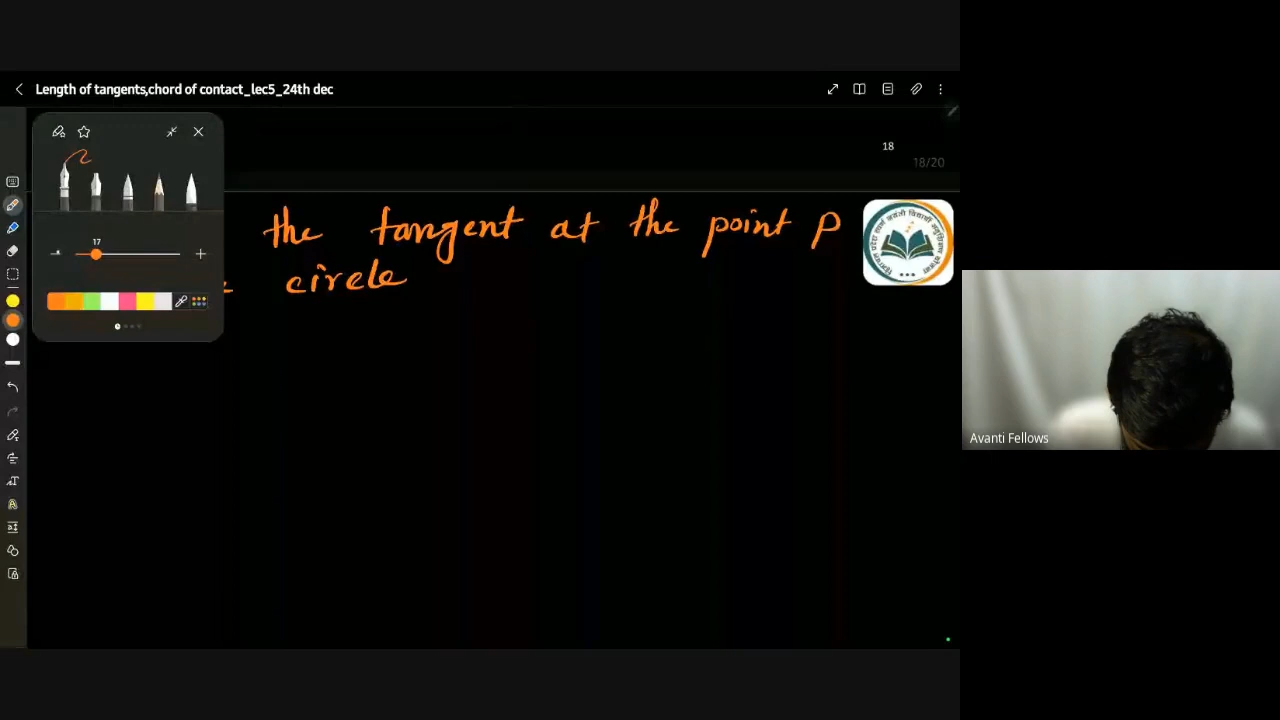 Length of tangents,chord of contact_lec5_24th dec
18
18/20
17
the tangent at the point P
circle
Avanti Fellows